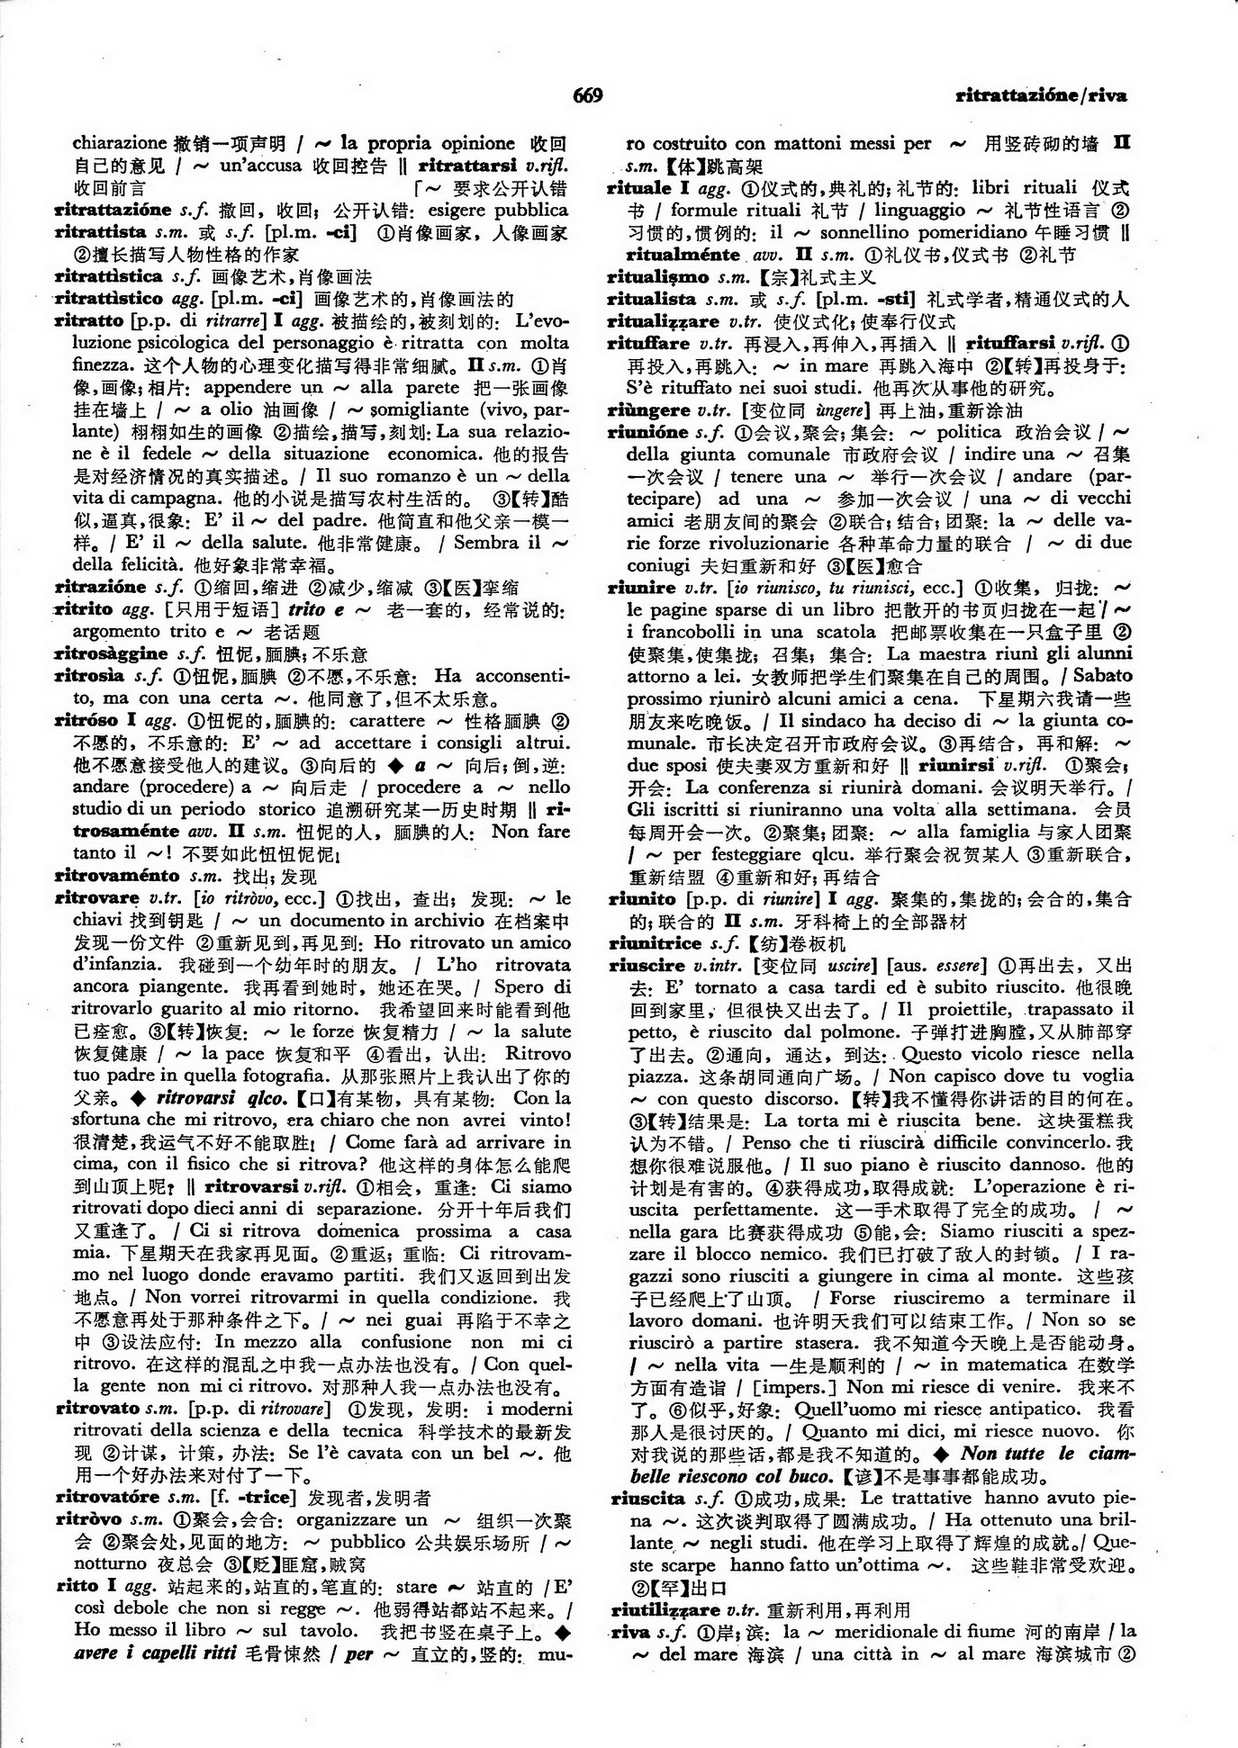 669
ritrattazióne/riva
chiarazione 撤销一项声明 / ～ la propria opinione 收回
自己的意见 / ～ un'accusa 收回控告 ‖ ritrattarsi v.rifl.
收回前言 「～ 要求公开认错
ritrattazióne s.f. 撤回, 收回; 公开认错: esigere pubblica
ritrattista s.m. 或 s.f. [pl.m. -ci] ①肖像画家, 人像画家
②擅长描写人物性格的作家
ritrattìstica s.f. 画像艺术,肖像画法
ritrattìstico agg. [pl.m. -ci] 画像艺术的,肖像画法的
ritratto [p.p. di ritrarre] I agg. 被描绘的,被刻划的: L'evo-
luzione psicologica del personaggio è ritratta con molta
finezza. 这个人物的心理变化描写得非常细腻。II s.m. ①肖
像,画像;相片: appendere un ～ alla parete 把一张画像
挂在墙上 / ～ a olio 油画像 / ～ somigliante (vivo, par-
lante) 栩栩如生的画像 ②描绘,描写,刻划: La sua relazio-
ne è il fedele ～ della situazione economica. 他的报告
是对经济情况的真实描述。/ Il suo romanzo è un ～ della
vita di campagna. 他的小说是描写农村生活的。 ③【转】酷
似,逼真,很象: E' il ～ del padre. 他简直和他父亲一模一
样。/ E' il ～ della salute. 他非常健康。 / Sembra il ～
della felicità. 他好象非常幸福。
ritrazióne s.f. ①缩回,缩进 ②减少,缩减 ③【医】挛缩
ritrito agg. [只用于短语] trito e ～ 老一套的, 经常说的:
argomento trito e ～ 老话题
ritrosàggine s.f. 忸怩,腼腆;不乐意
ritrosìa s.f. ①忸怩,腼腆 ②不愿,不乐意: Ha acconsenti-
to, ma con una certa ～. 他同意了,但不太乐意。
ritróso I agg. ①忸怩的,腼腆的: carattere ～ 性格腼腆 ②
不愿的, 不乐意的: E' ～ ad accettare i consigli altrui.
他不愿意接受他人的建议。③向后的 ◆ a ～ 向后;倒,逆:
andare (procedere) a ～ 向后走 / procedere a ～ nello
studio di un periodo storico 追溯研究某一历史时期 ‖ ri-
trosaménte avv. II s.m. 忸怩的人, 腼腆的人: Non fare
tanto il ～! 不要如此忸忸怩怩!
ritrovaménto s.m. 找出;发现
ritrovare v.tr. [io ritròvo, ecc.] ①找出, 查出; 发现: ～ le
chiavi 找到钥匙 / ～ un documento in archivio 在档案中
发现一份文件 ②重新见到,再见到: Ho ritrovato un amico
d'infanzia. 我碰到一个幼年时的朋友。 / L'ho ritrovata
ancora piangente. 我再看到她时, 她还在哭。/ Spero di
ritrovarlo guarito al mio ritorno. 我希望回来时能看到他
已痊愈。③【转】恢复: ～ le forze 恢复精力 / ～ la salute
恢复健康 / ～ la pace 恢复和平 ④看出, 认出: Ritrovo
tuo padre in quella fotografia. 从那张照片上我认出了你的
父亲。◆ ritrovarsi qlco.【口】有某物, 具有某物: Con la
sfortuna che mi ritrovo, era chiaro che non avrei vinto!
很清楚,我运气不好不能取胜! / Come farà ad arrivare in
cima, con il fisico che si ritrova? 他这样的身体怎么能爬
到山顶上呢? ‖ ritrovarsi v.rifl. ①相会, 重逢: Ci siamo
ritrovati dopo dieci anni di separazione. 分开十年后我们
又重逢了。 / Ci si ritrova domenica prossima a casa
mia. 下星期天在我家再见面。②重返; 重临: Ci ritrovam-
mo nel luogo donde eravamo partiti. 我们又返回到出发
地点。/ Non vorrei ritrovarmi in quella condizione. 我
不愿意再处于那种条件之下。/ ～ nei guai 再陷于不幸之
中 ③设法应付: In mezzo alla confusione non mi ci
ritrovo. 在这样的混乱之中我一点办法也没有。/ Con quel-
la gente non mi ci ritrovo. 对那种人我一点办法也没有。
ritrovato s.m. [p.p. di ritrovare] ①发现, 发明: i moderni
ritrovati della scienza e della tecnica 科学技术的最新发
现 ②计谋, 计策, 办法: Se l'è cavata con un bel ～. 他
用一个好办法来对付了一下。
ritrovatóre s.m. [f. -trice] 发现者,发明者
ritròvo s.m. ①聚会,会合: organizzare un ～ 组织一次聚
会 ②聚会处,见面的地方: ～ pubblico 公共娱乐场所 / ～
notturno 夜总会 ③【贬】匪窟,贼窝
ritto I agg. 站起来的,站直的,笔直的: stare ～ 站直的 / E'
così debole che non si regge ～. 他弱得站都站不起来。/
Ho messo il libro ～ sul tavolo. 我把书竖在桌子上。◆
avere i capelli ritti 毛骨悚然 / per ～ 直立的,竖的: mu-
ro costruito con mattoni messi per ～ 用竖砖砌的墙 II
s.m.【体】跳高架
rituale I agg. ①仪式的,典礼的;礼节的: libri rituali 仪式
书 / formule rituali 礼节 / linguaggio ～ 礼节性语言 ②
习惯的,惯例的: il ～ sonnellino pomeridiano 午睡习惯 ‖
ritualménte avv. II s.m. ①礼仪书,仪式书 ②礼节
ritualismo s.m.【宗】礼式主义
ritualista s.m. 或 s.f. [pl.m. -sti] 礼式学者,精通仪式的人
ritualizzare v.tr. 使仪式化;使奉行仪式
rituffare v.tr. 再浸入,再伸入,再插入 ‖ rituffarsi v.rifl. ①
再投入,再跳入: ～ in mare 再跳入海中 ②【转】再投身于:
S'è rituffato nei suoi studi. 他再次从事他的研究。
riùngere v.tr. [变位同 ùngere] 再上油,重新涂油
riunióne s.f. ①会议,聚会;集会: ～ politica 政治会议 / ～
della giunta comunale 市政府会议 / indire una ～ 召集
一次会议 / tenere una ～ 举行一次会议 / andare (par-
tecipare) ad una ～ 参加一次会议 / una ～ di vecchi
amici 老朋友间的聚会 ②联合;结合;团聚: la ～ delle va-
rie forze rivoluzionarie 各种革命力量的联合 / ～ di due
coniugi 夫妇重新和好 ③【医】愈合
riunire v.tr. [io riunisco, tu riunisci, ecc.] ①收集, 归拢: ～
le pagine sparse di un libro 把散开的书页归拢在一起 / ～
i francobolli in una scatola 把邮票收集在一只盒子里 ②
使聚集,使集拢; 召集; 集合: La maestra riunì gli alunni
attorno a lei. 女教师把学生们聚集在自己的周围。/ Sabato
prossimo riunirò alcuni amici a cena. 下星期六我请一些
朋友来吃晚饭。/ Il sindaco ha deciso di ～ la giunta co-
munale. 市长决定召开市政府会议。③再结合, 再和解: ～
due sposi 使夫妻双方重新和好 ‖ riunirsi v.rifl. ①聚会;
开会: La conferenza si riunirà domani. 会议明天举行。/
Gli iscritti si riuniranno una volta alla settimana. 会员
每周开会一次。②聚集;团聚: ～ alla famiglia 与家人团聚
/ ～ per festeggiare qlcu. 举行聚会祝贺某人 ③重新联合,
重新结盟 ④重新和好;再结合
riunito [p.p. di riunire] I agg. 聚集的,集拢的;会合的,集合
的;联合的 II s.m. 牙科椅上的全部器材
riunitrice s.f.【纺】卷板机
riuscire v.intr. [变位同 uscire] [aus. essere] ①再出去, 又出
去: E' tornato a casa tardi ed è subito riuscito. 他很晚
回到家里, 但很快又出去了。/ Il proiettile, trapassato il
petto, è riuscito dal polmone. 子弹打进胸膛,又从肺部穿
了出去。②通向, 通达, 到达: Questo vicolo riesce nella
piazza. 这条胡同通向广场。/ Non capisco dove tu voglia
～ con questo discorso.【转】我不懂得你讲话的目的何在。
③【转】结果是: La torta mi è riuscita bene. 这块蛋糕我
认为不错。/ Penso che ti riuscirà difficile convincerlo. 我
想你很难说服他。/ Il suo piano è riuscito dannoso. 他的
计划是有害的。④获得成功,取得成就: L'operazione è ri-
uscita perfettamente. 这一手术取得了完全的成功。 / ～
nella gara 比赛获得成功 ⑤能,会: Siamo riusciti a spez-
zare il blocco nemico. 我们已打破了敌人的封锁。/ I ra-
gazzi sono riusciti a giungere in cima al monte. 这些孩
子已经爬上了山顶。 / Forse riusciremo a terminare il
lavoro domani. 也许明天我们可以结束工作。/ Non so se
riuscirò a partire stasera. 我不知道今天晚上是否能动身。
/ ～ nella vita 一生是顺利的 / ～ in matematica 在数学
方面有造诣 / [impers.] Non mi riesce di venire. 我来不
了。⑥似乎,好象: Quell'uomo mi riesce antipatico. 我看
那人是很讨厌的。/ Quanto mi dici, mi riesce nuovo. 你
对我说的那些话,都是我不知道的。◆ Non tutte le ciam-
belle riescono col buco.【谚】不是事事都能成功。
riuscita s.f. ①成功,成果: Le trattative hanno avuto pie-
na ～. 这次谈判取得了圆满成功。/ Ha ottenuto una bril-
lante ～ negli studi. 他在学习上取得了辉煌的成就。/ Que-
ste scarpe hanno fatto un'ottima ～. 这些鞋非常受欢迎。
②【罕】出口
riutilizzare v.tr. 重新利用,再利用
riva s.f. ①岸; 滨: la ～ meridionale di fiume 河的南岸 / la
～ del mare 海滨 / una città in ～ al mare 海滨城市 ②